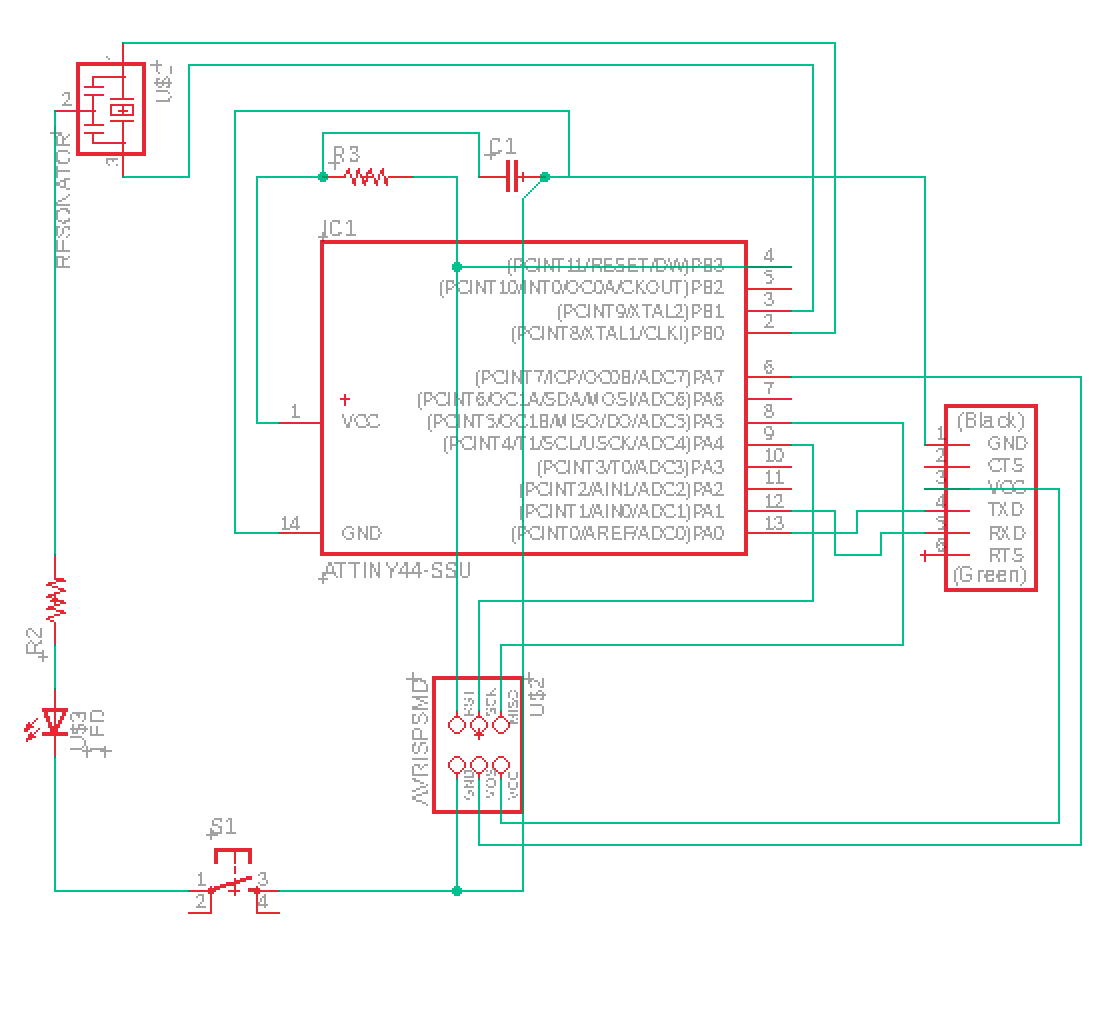 1
U$1
2
3
RESONATOR
R3
C1
IC1
(PCINT11/RESET/DW)PB3
4
(PCINT10/INT0/OC0A/CKOUT)PB2
5
(PCINT9/XTAL2)PB1
3
(PCINT8/XTAL1/CLKI)PB0
2
(PCINT7/ICP/OC0B/ADC7)PA7
6
(PCINT6/OC1A/SDA/MOSI/ADC6)PA6
7
1
VCC
(PCINT5/OC1B/MISO/DO/ADC5)PA5
8
(PCINT4/T1/SCL/USCK/ADC4)PA4
9
(PCINT3/T0/ADC3)PA3
10
(PCINT2/AIN1/ADC2)PA2
11
(PCINT1/AIN0/ADC1)PA1
12
14
GND
(PCINT0/AREF/ADC0)PA0
13
ATTINY44-SSU
(Black)
1
GND
2
CTS
3
VCC
4
TXD
5
RXD
6
RTS
(Green)
R2
U$3
LED
AVRISPSMD
U$2
RST
SCK
MISO
GND
VCC
S1
1
3
2
4